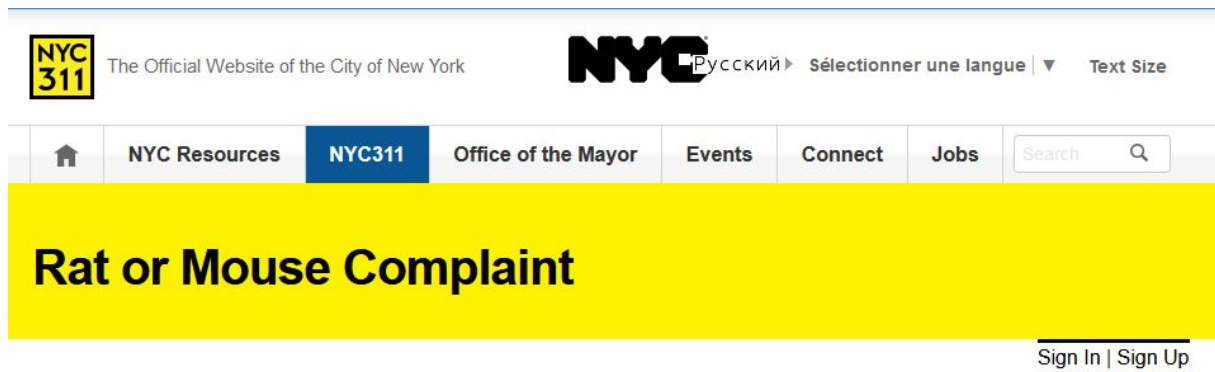 NYC
311
The Official Website of the City of New York
NYC Русский Sélectionner une langue ▼ Text Size
NYC Resources NYC311 Office of the Mayor Events Connect Jobs Search
Rat or Mouse Complaint
Sign In | Sign Up